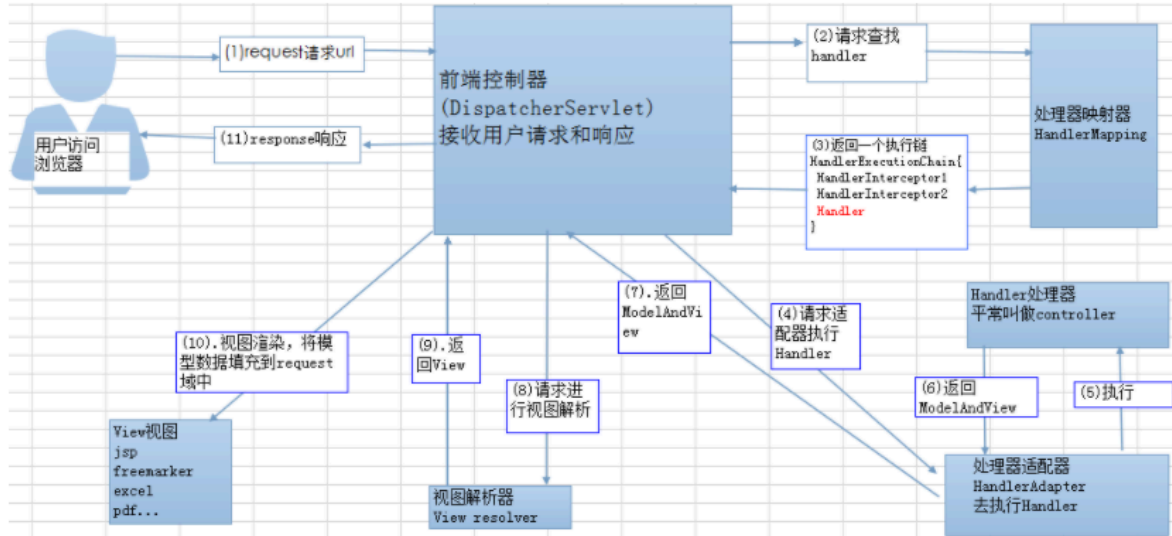 (1)request请求url
(2)请求查找
handler
前端控制器
(DispatcherServlet)
接收用户请求和响应
处理器映射器
HandlerMapping
用户访问
浏览器
(11)response响应
(3)返回一个执行链
HandlerExecutionChain{
HandlerInterceptor1
HandlerInterceptor2
Handler
}
(7).返回
ModelAndVi
ew
(4)请求适
配器执行
Handler
Handler处理器
平常叫做controller
(10).视图渲染，将模
型数据填充到request
域中
(9).返
回View
(8)请求进
行视图解析
(6)返回
ModelAndView
(5)执行
View视图
jsp
freemarker
excel
pdf...
视图解析器
View resolver
处理器适配器
HandlerAdapter
去执行Handler